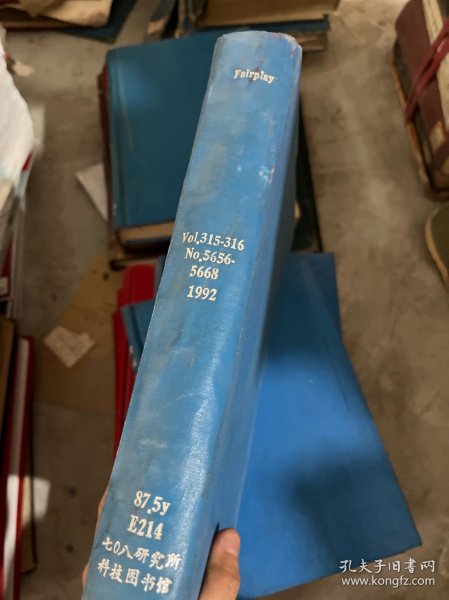 Fairplay
Vol.315-316
No.5656-
5668
1992
87.5y
E214
七〇八研究所
科技图书馆
孔夫子旧书网
www.kongfz.com